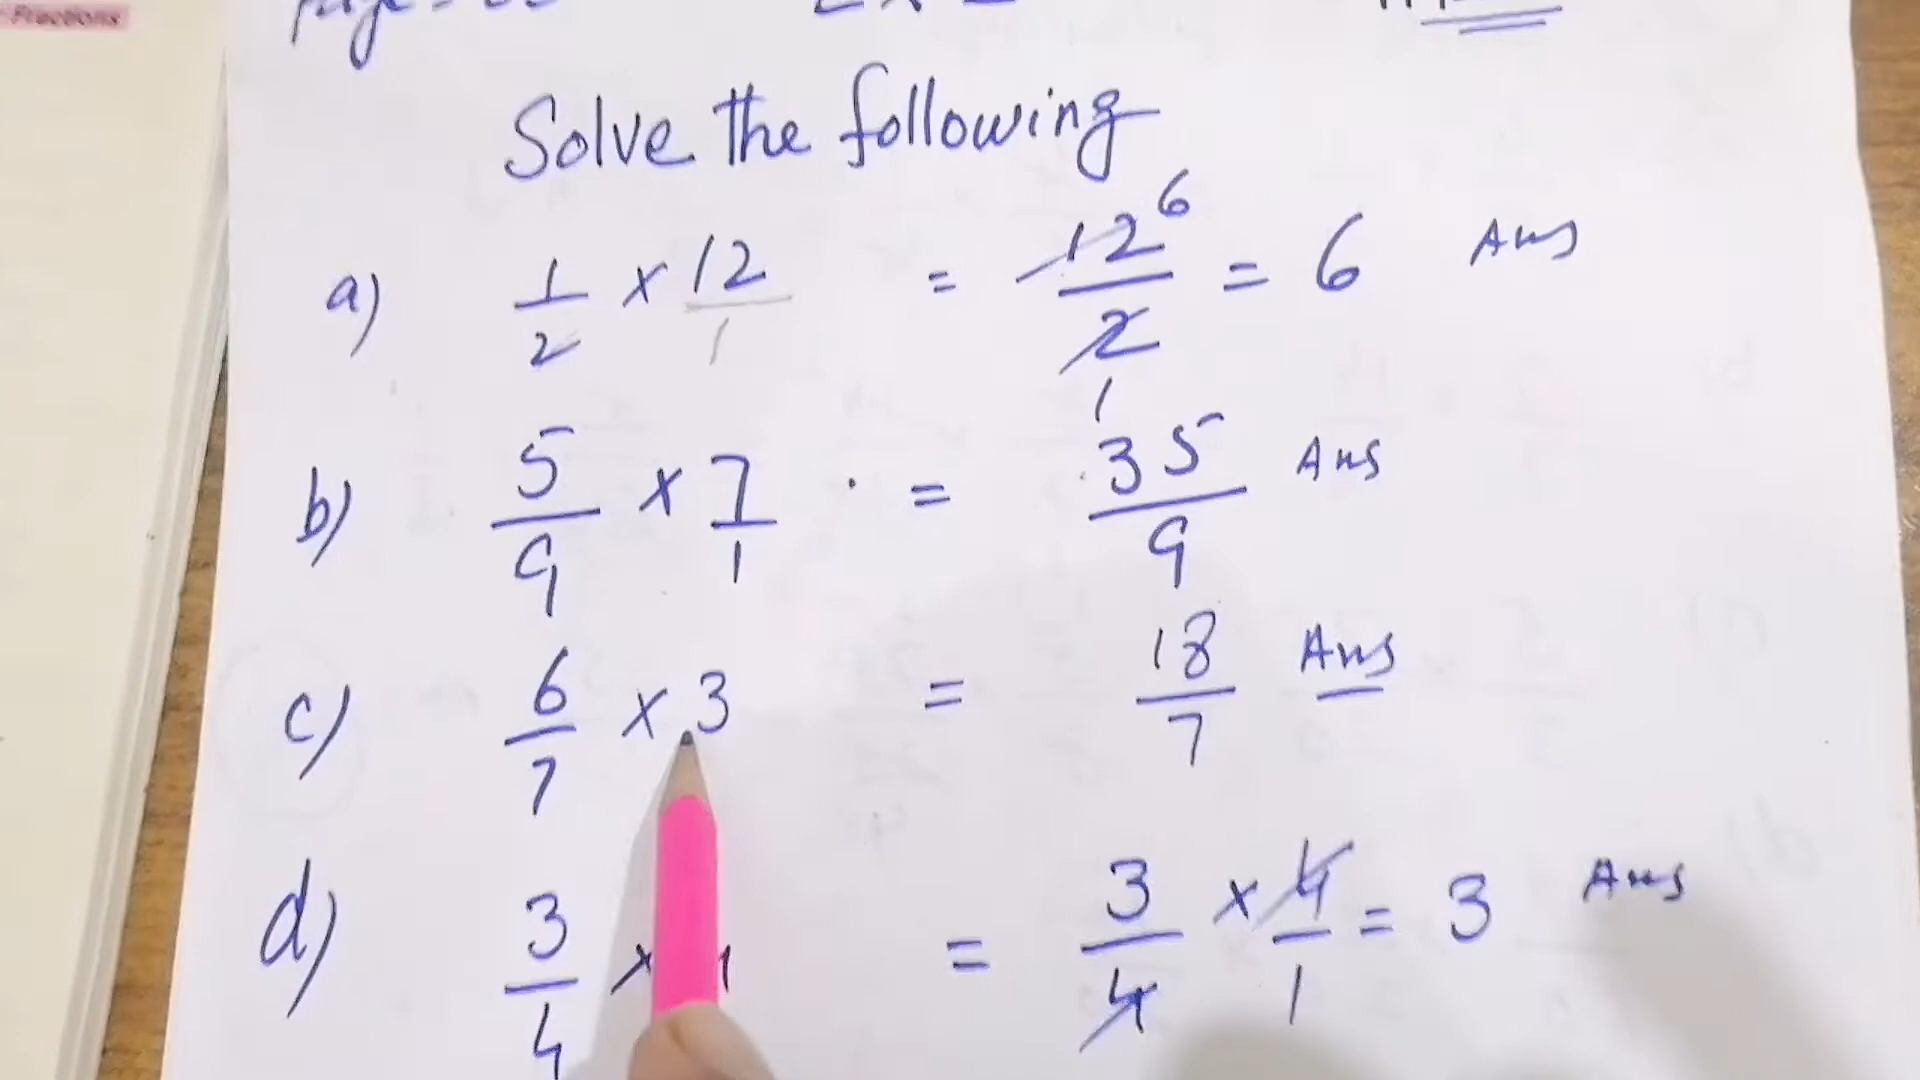 Fractions
Solve the following
a) 1/2 × 12/1 = 12/2 6 1 = 6 Ans
b) 5/9 × 7/1 = 35/9 Ans
c) 6/7 × 3 = 18/7 Ans
d) 3/4 × = 3/4 × 4/1 = 3 Ans